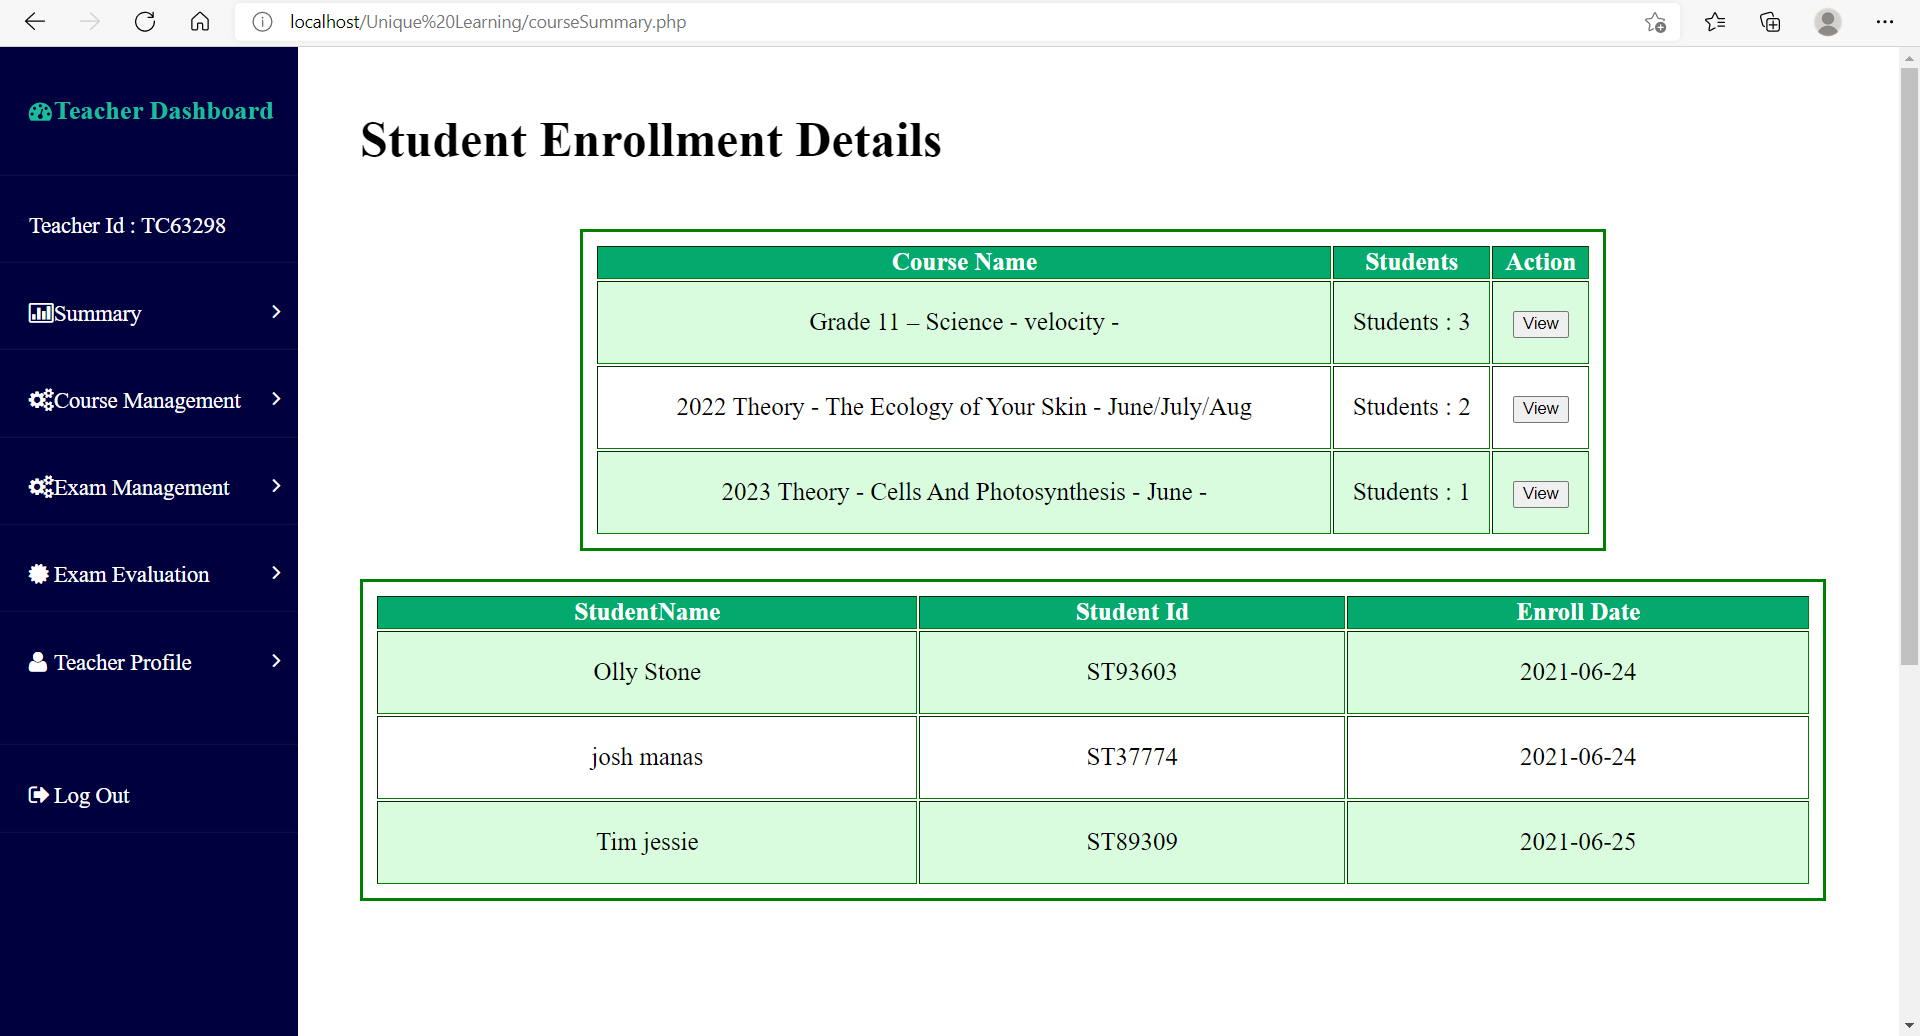 localhost/Unique%20Learning/courseSummary.php
Teacher Dashboard
Teacher Id : TC63298
Summary
Course Management
Exam Management
Exam Evaluation
Teacher Profile
Log Out
Student Enrollment Details
Course Name Students Action
Grade 11 – Science - velocity - Students : 3 View
2022 Theory - The Ecology of Your Skin - June/July/Aug Students : 2 View
2023 Theory - Cells And Photosynthesis - June - Students : 1 View
StudentName Student Id Enroll Date
Olly Stone ST93603 2021-06-24
josh manas ST37774 2021-06-24
Tim jessie ST89309 2021-06-25